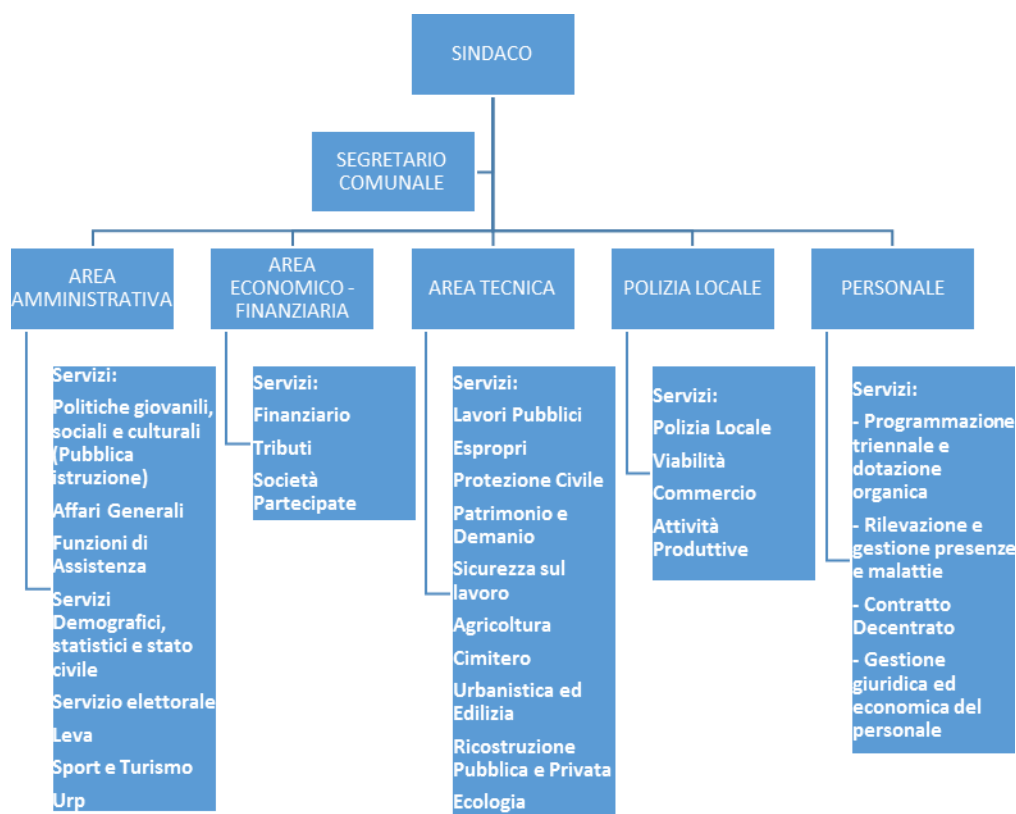 SINDACO
SEGRETARIO
COMUNALE
AREA
AMMINISTRATIVA
AREA
ECONOMICO -
FINANZIARIA
AREA TECNICA
POLIZIA LOCALE
PERSONALE
Servizi:
Politiche giovanili,
sociali e culturali
(Pubblica
istruzione)
Affari Generali
Funzioni di
Assistenza
Servizi
Demografici,
statistici e stato
civile
Servizio elettorale
Leva
Sport e Turismo
Urp
Servizi:
Finanziario
Tributi
Società
Partecipate
Servizi:
Lavori Pubblici
Espropri
Protezione Civile
Patrimonio e
Demanio
Sicurezza sul
lavoro
Agricoltura
Cimitero
Urbanistica ed
Edilizia
Ricostruzione
Pubblica e Privata
Ecologia
Servizi:
Polizia Locale
Viabilità
Commercio
Attività
Produttive
Servizi:
- Programmazione
triennale e
dotazione
organica
- Rilevazione e
gestione presenze
e malattie
- Contratto
Decentrato
- Gestione
giuridica ed
economica del
personale